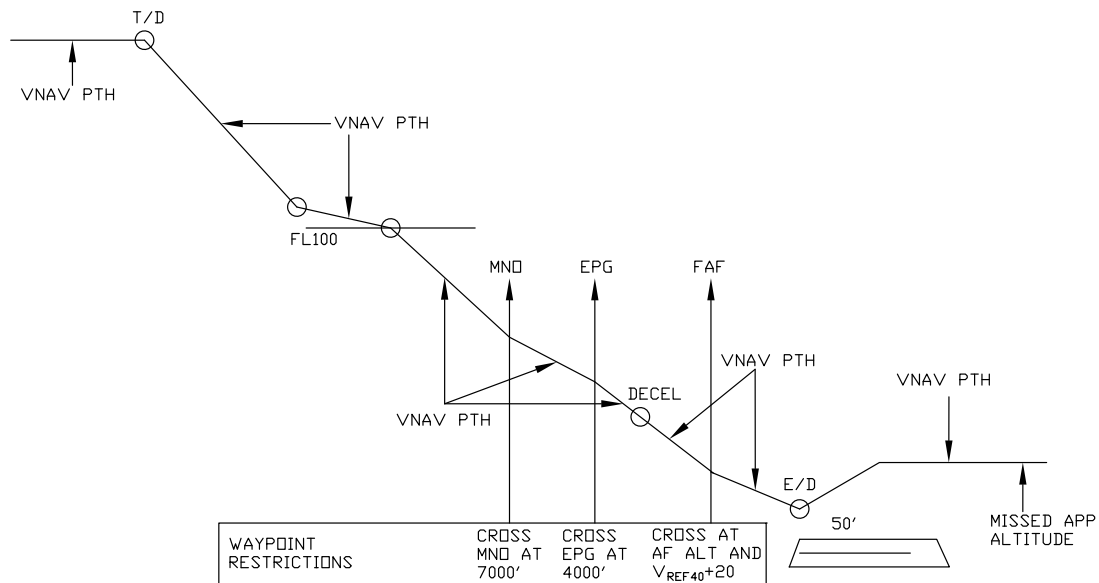 T/D
VNAV PTH
VNAV PTH
FL100
MNO
EPG
FAF
VNAV PTH
DECEL
VNAV PTH
VNAV PTH
E/D
50'
MISSED APP
ALTITUDE
WAYPOINT
RESTRICTIONS
CROSS
MNO AT
7000'
CROSS
EPG AT
4000'
CROSS AT
AF ALT AND
VREF40+20